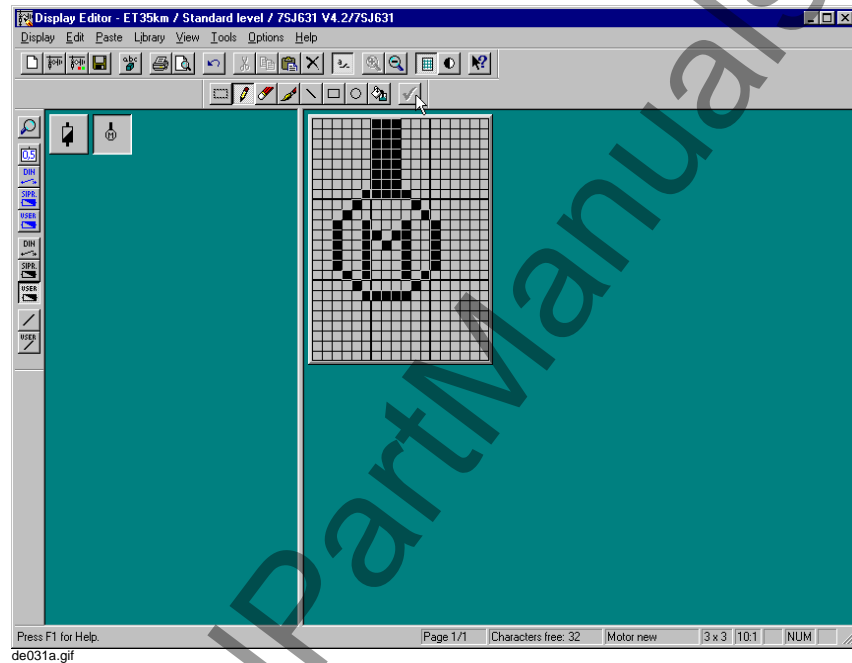 Display Editor - ET35km / Standard level / 7SJ631 V4.2/7SJ631
Display Edit Paste Library View Tools Options Help
abc
a
M
0,5
DIN
SIPR.
USER
DIN
SIPR.
USER
USER
M
Press F1 for Help.
Page 1/1
Characters free: 32
Motor new
3 x 3
10:1
NUM
de031a.gif
PartManuals